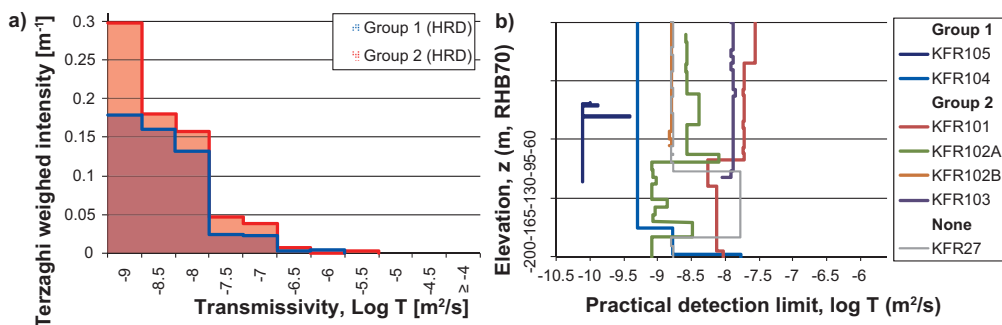 a)
Terzaghi weighed intensity [m⁻¹]
0.3
0.25
0.2
0.15
0.1
0.05
0
Group 1 (HRD)
Group 2 (HRD)
-9
-8.5
-8
-7.5
-7
-6.5
-6
-5.5
-5
-4.5
≥ -4
Transmissivity, Log T [m²/s]
b)
Elevation, z (m, RHB70)
-60
-95
-130
-165
-200
-10.5
-10
-9.5
-9
-8.5
-8
-7.5
-7
-6.5
-6
Practical detection limit, log T (m²/s)
Group 1
KFR105
KFR104
Group 2
KFR101
KFR102A
KFR102B
KFR103
None
KFR27